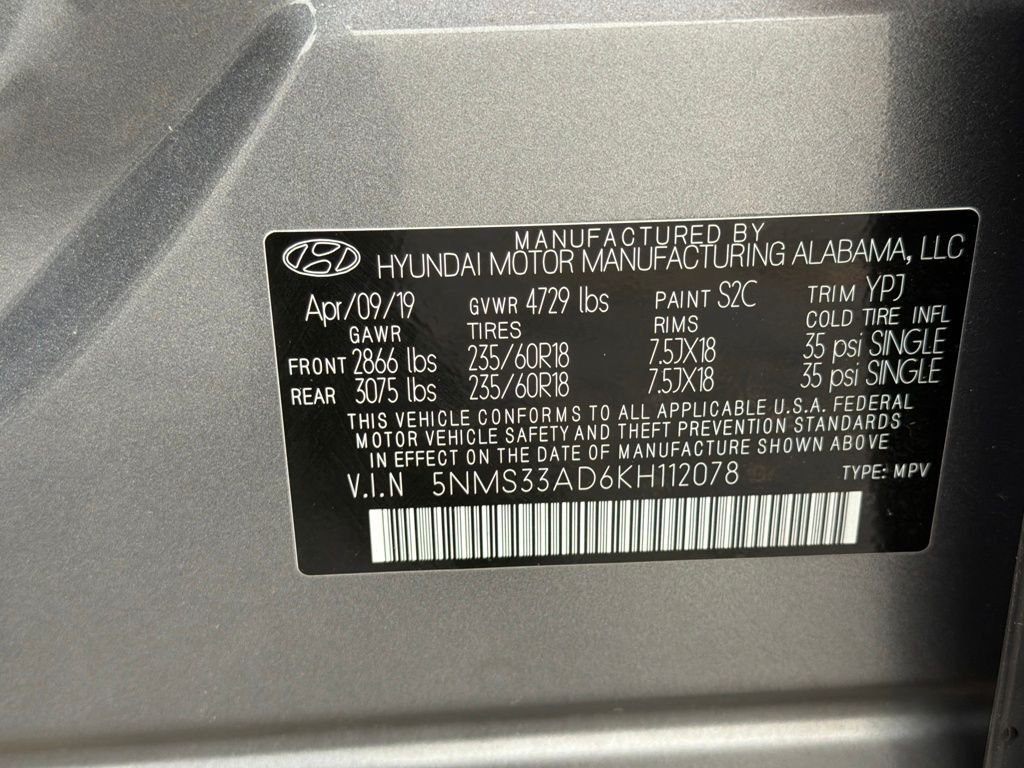 MANUFACTURED BY
HYUNDAI MOTOR MANUFACTURING ALABAMA, LLC
Apr/09/19 GVWR 4729 lbs PAINT S2C TRIM YPJ
GAWR TIRES RIMS COLD TIRE INFL
FRONT 2866 lbs 235/60R18 7.5JX18 35 psi SINGLE
REAR 3075 lbs 235/60R18 7.5JX18 35 psi SINGLE
THIS VEHICLE CONFORMS TO ALL APPLICABLE U.S.A. FEDERAL
MOTOR VEHICLE SAFETY AND THEFT PREVENTION STANDARDS
IN EFFECT ON THE DATE OF MANUFACTURE SHOWN ABOVE
V.I.N 5NMS33AD6KH112078 TYPE: MPV